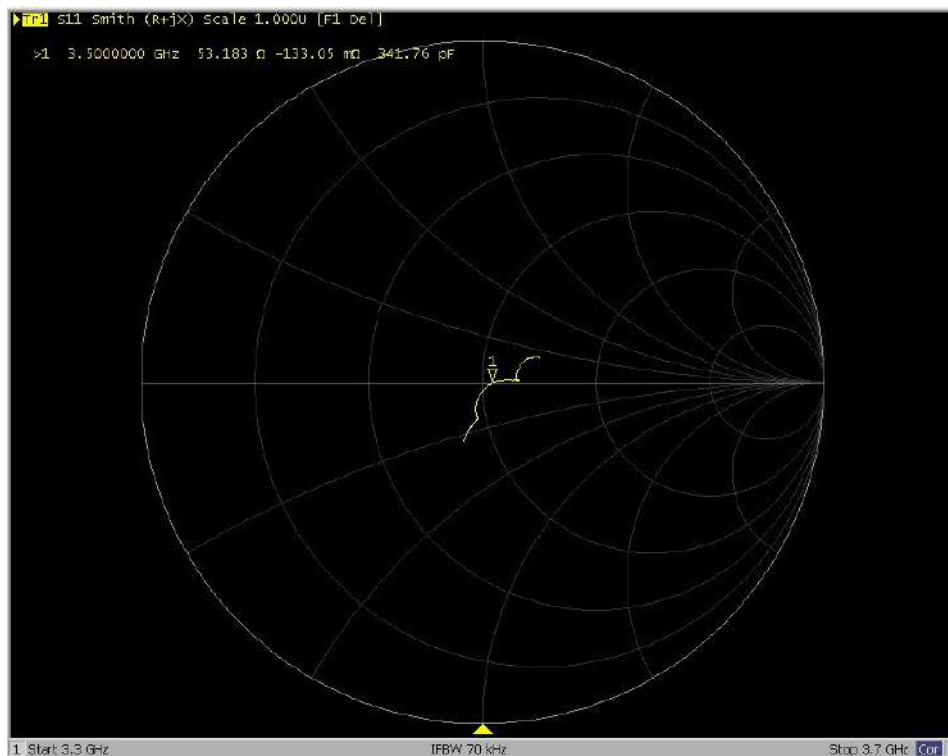 Tr1 S11 Smith (R+jX) Scale 1.000U [F1 Del]
>1 3.5000000 GHz 53.183 Ω -133.05 mΩ 341.76 pF
1
1 Start 3.3 GHz IFBW 70 kHz Stop 3.7 GHz Cor